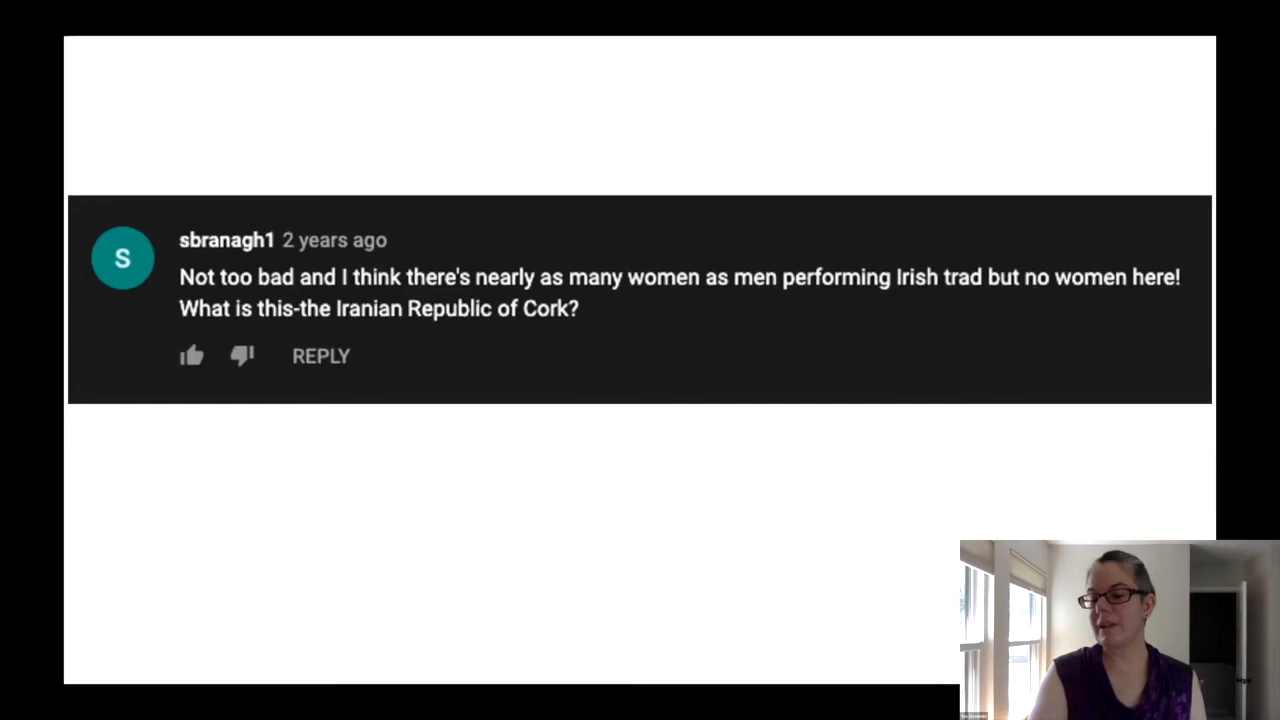 S
sbranagh1 2 years ago
Not too bad and I think there's nearly as many women as men performing Irish trad but no women here!
What is this-the Iranian Republic of Cork?
REPLY